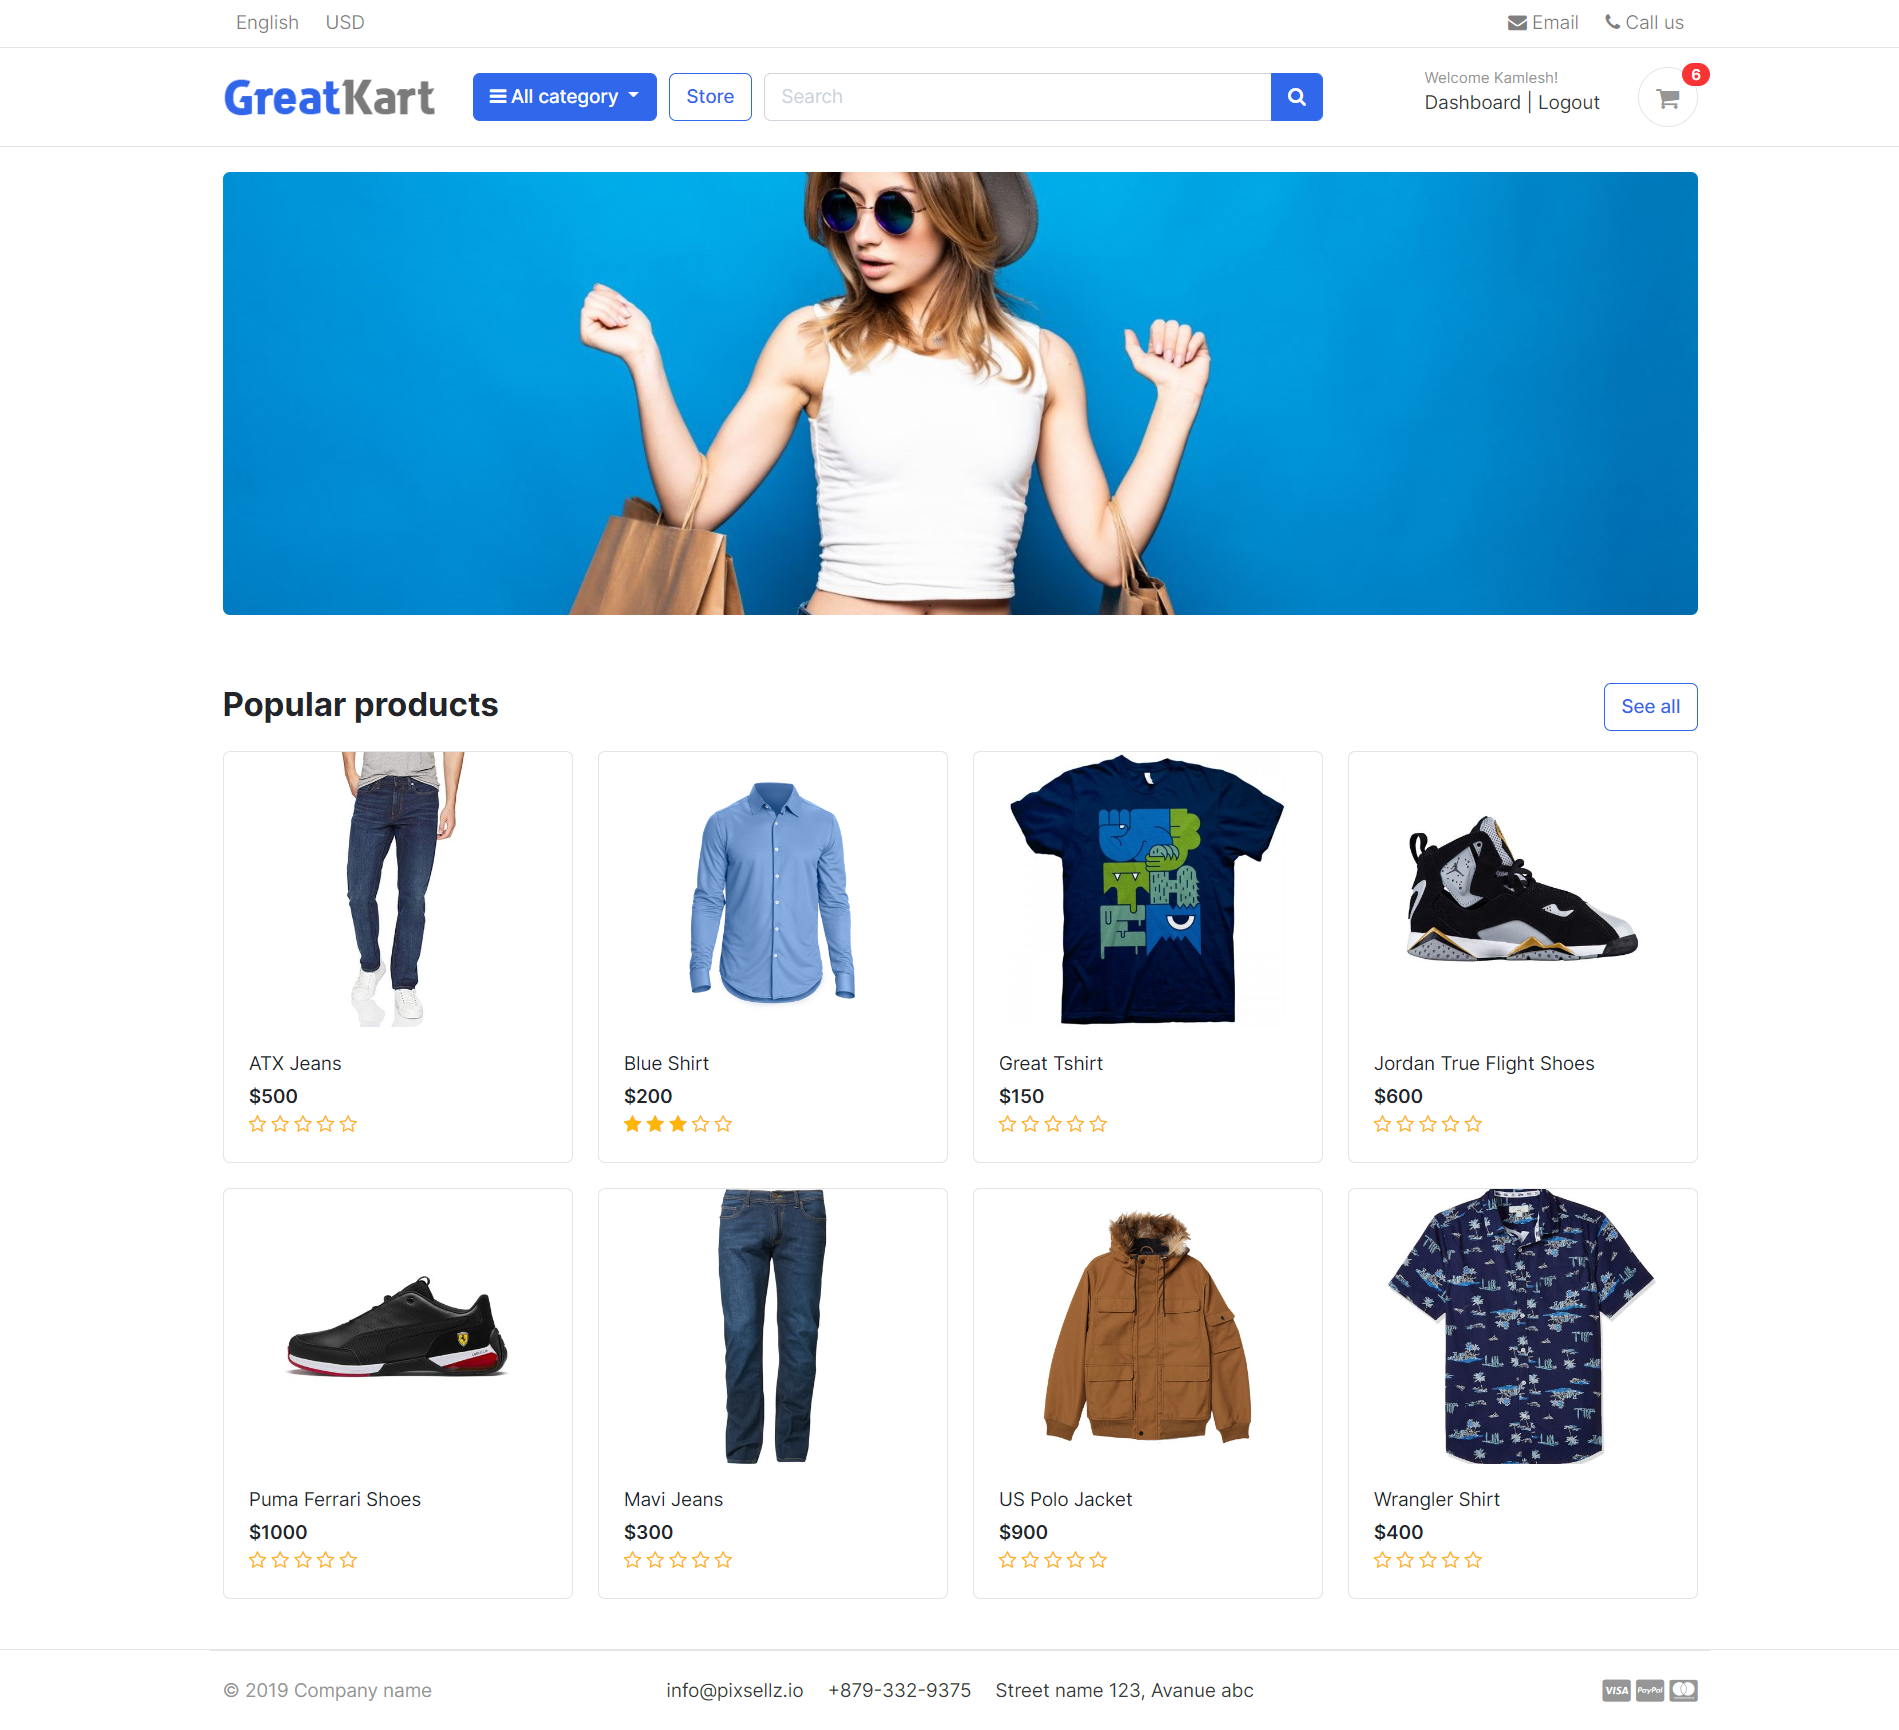 English USD Email Call us
GreatKart All category Store Search Welcome Kamlesh! 6
Dashboard | Logout
Popular products See all
ATX Jeans
$500
Blue Shirt
$200
Great Tshirt
$150
Jordan True Flight Shoes
$600
Puma Ferrari Shoes
$1000
Mavi Jeans
$300
US Polo Jacket
$900
Wrangler Shirt
$400
© 2019 Company name info@pixsellz.io +879-332-9375 Street name 123, Avanue abc VISA PayPal